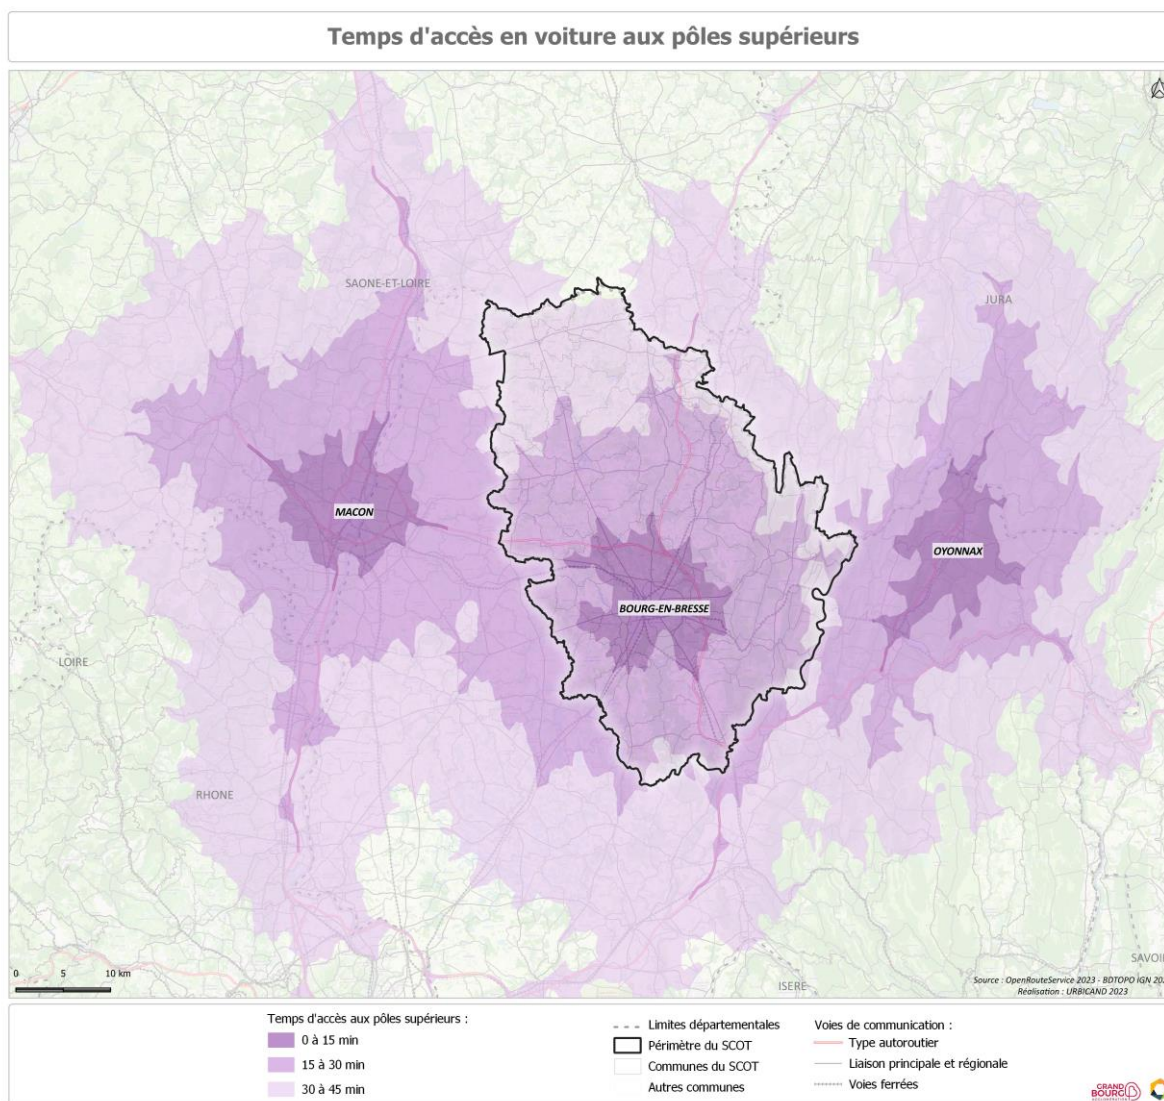 Temps d'accès en voiture aux pôles supérieurs
SAONE-ET-LOIRE
JURA
MACON
OYONNAX
BOURG-EN-BRESSE
LOIRE
RHONE
SAVOI
ISERE
0 5 10 km
Source : OpenRouteService 2023 - BDTOPO IGN 20
Réalisation : URBICAND 2023
Temps d'accès aux pôles supérieurs :
0 à 15 min
15 à 30 min
30 à 45 min
Limites départementales
Périmètre du SCOT
Communes du SCOT
Autres communes
Voies de communication :
Type autoroutier
Liaison principale et régionale
Voies ferrées
GRAND
BOURG